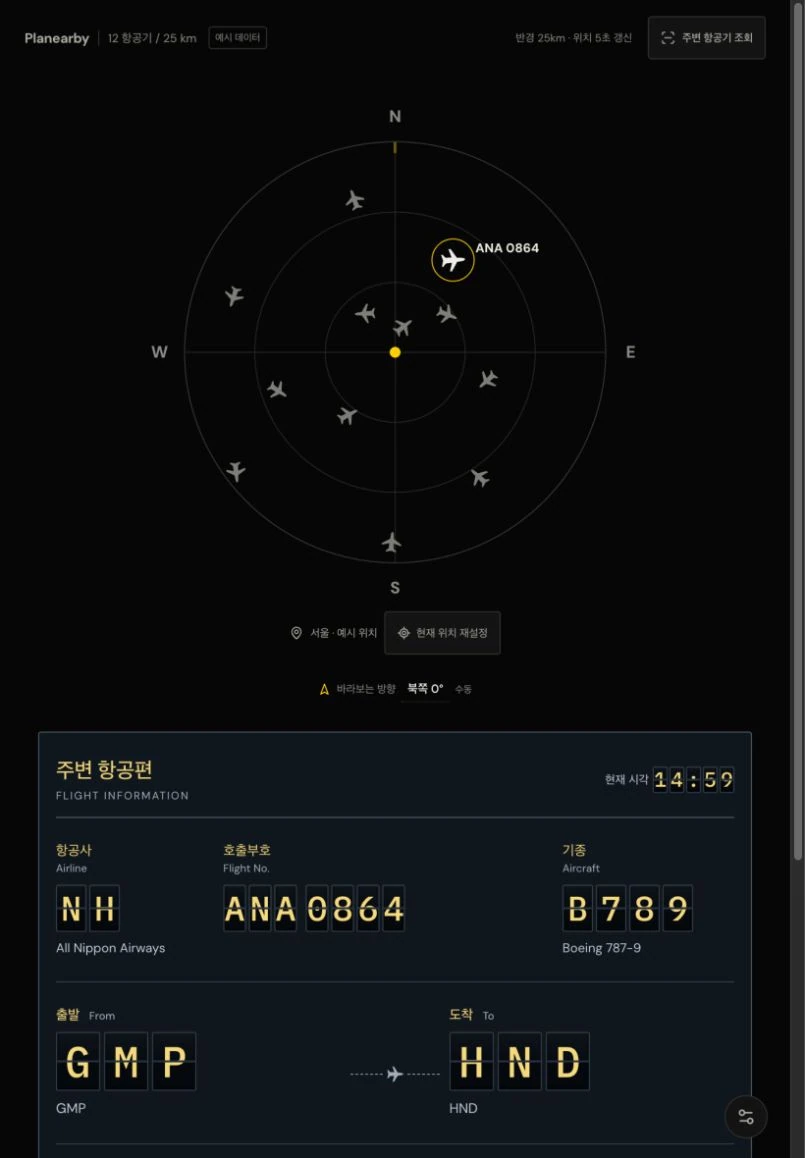 Planearby 12 항공기 / 25 km 예시 데이터 반경 25km · 위치 5초 갱신 주변 항공기 조회
N
ANA 0864
W E
S
서울 · 예시 위치 현재 위치 재설정
바라보는 방향 북쪽 0° 수동
주변 항공편
FLIGHT INFORMATION
현재 시각 14:59
항공사 호출부호 기종
Airline Flight No. Aircraft
NH ANA 0864 B789
All Nippon Airways Boeing 787-9
출발 From 도착 To
GMP HND
GMP HND